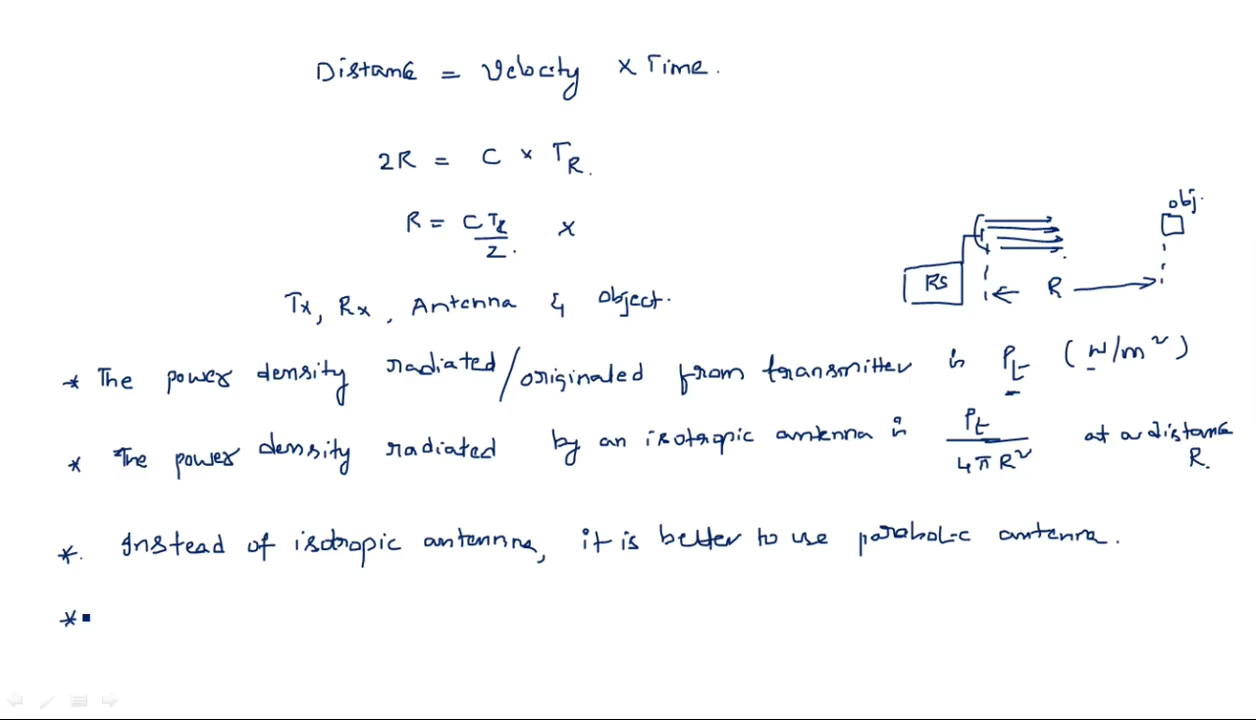 Distance = Velocity × Time.
2R = C × T_R.
R = C T_R / 2. ×
obj.
RS
R
Tx, Rx, Antenna & object.
* The power density radiated/originated from transmitter is P_t (W/m²)
* The power density radiated by an isotropic antenna is P_t / 4πR² at a distance R.
*. Instead of isotropic antennna, it is better to use parabolic antenna.
*